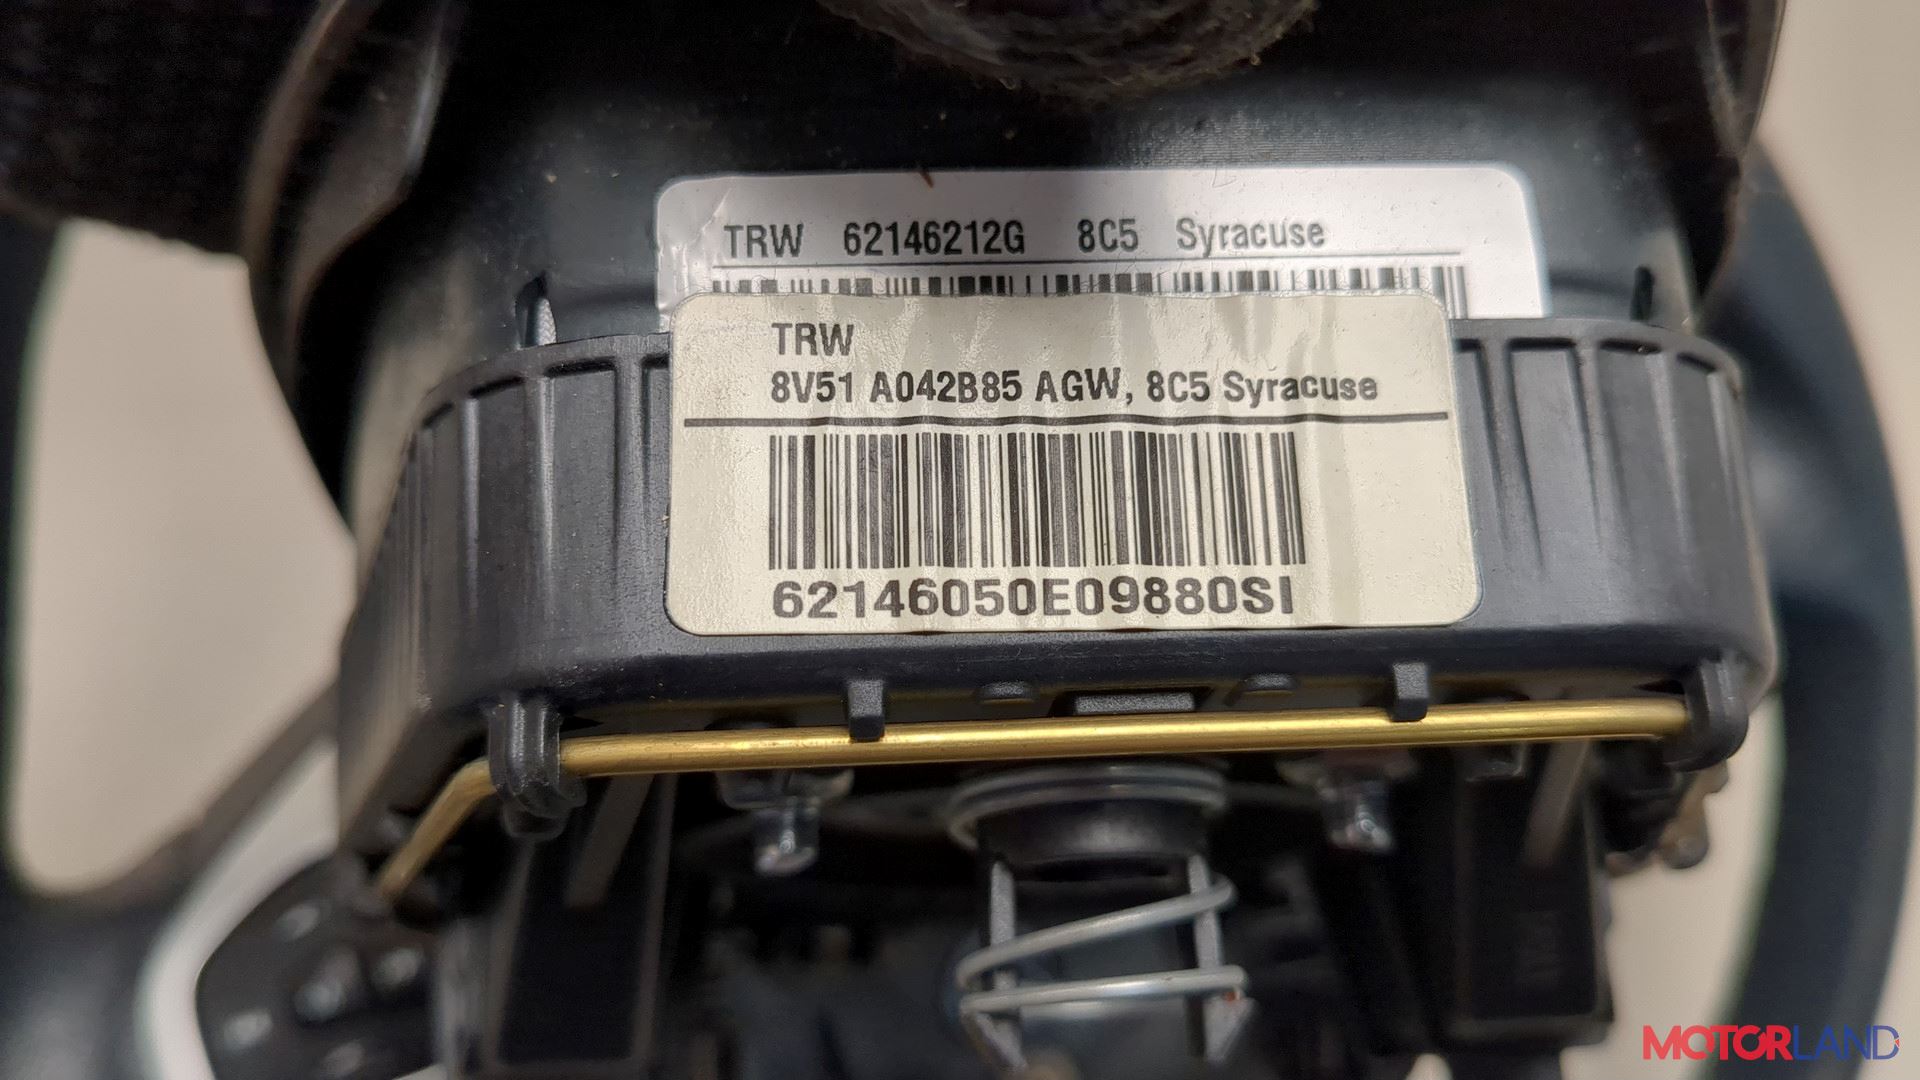 TRW 62146212G 8C5 Syracuse
TRW
8V51 A042B85 AGW, 8C5 Syracuse
62146050E09880SI
MOTORLAND